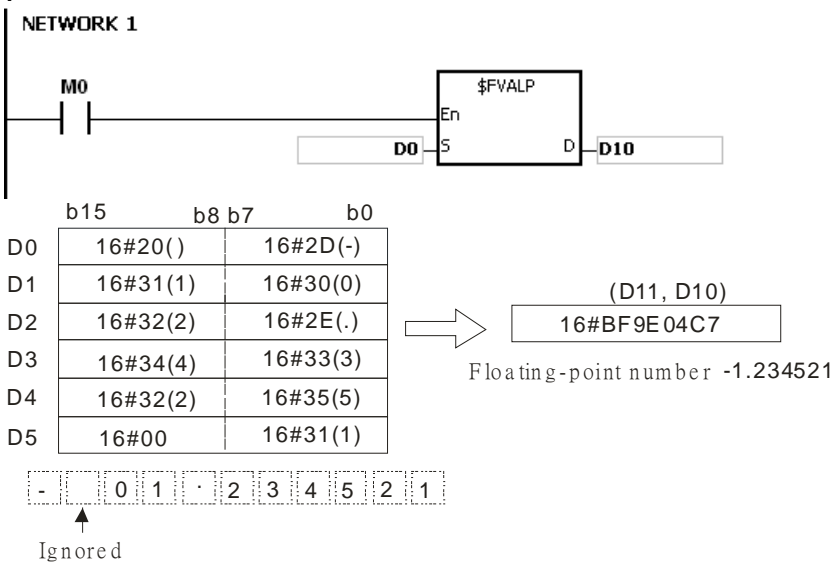 NETWORK 1
M0
$FVALP
En
D0 S D D10
b15 b8 b7 b0
D0 16#20( ) 16#2D(-)
D1 16#31(1) 16#30(0)
(D11, D10)
D2 16#32(2) 16#2E(.) 16#BF9E04C7
D3 16#34(4) 16#33(3)
Floating-point number -1.234521
D4 16#32(2) 16#35(5)
D5 16#00 16#31(1)
- 0 1 . 2 3 4 5 2 1
Ignored